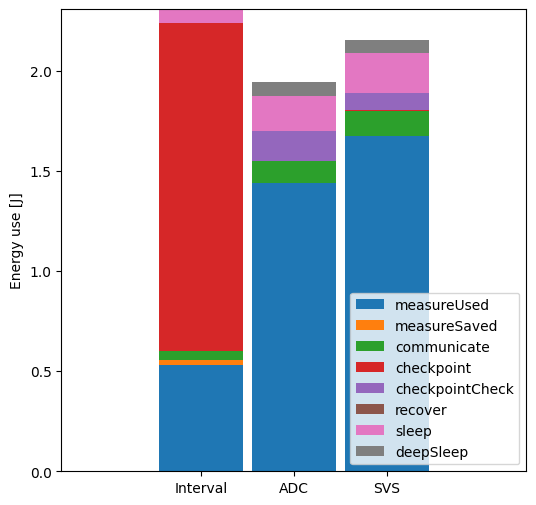 2.0
1.5
1.0
0.5
0.0
Energy use [J]
Interval ADC SVS
measureUsed
measureSaved
communicate
checkpoint
checkpointCheck
recover
sleep
deepSleep